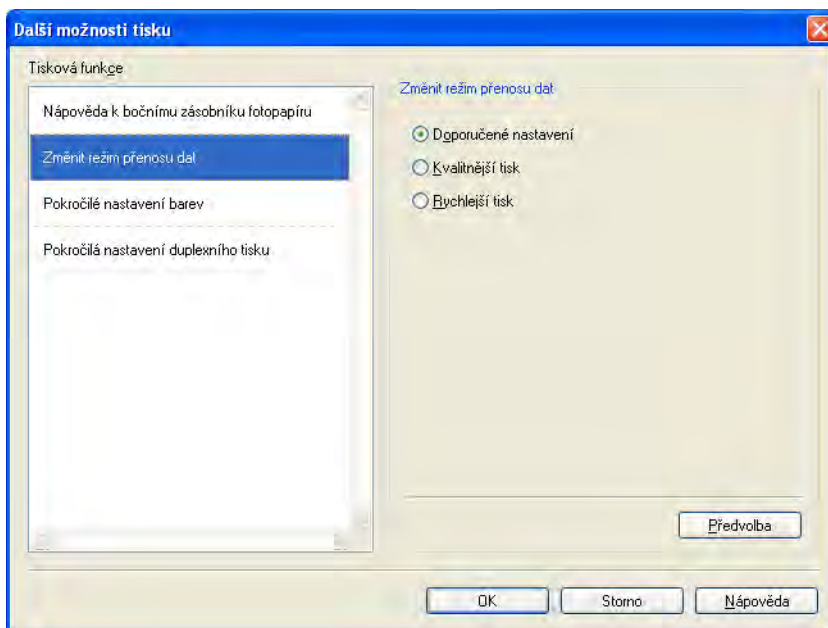 Další možnosti tisku
Tisková funkce
Nápověda k bočnímu zásobníku fotopapíru
Změnit režim přenosu dat
Pokročilé nastavení barev
Pokročilá nastavení duplexního tisku
Změnit režim přenosu dat
Doporučené nastavení
Kvalitnější tisk
Rychlejší tisk
Předvolba
OK
Storno
Nápověda